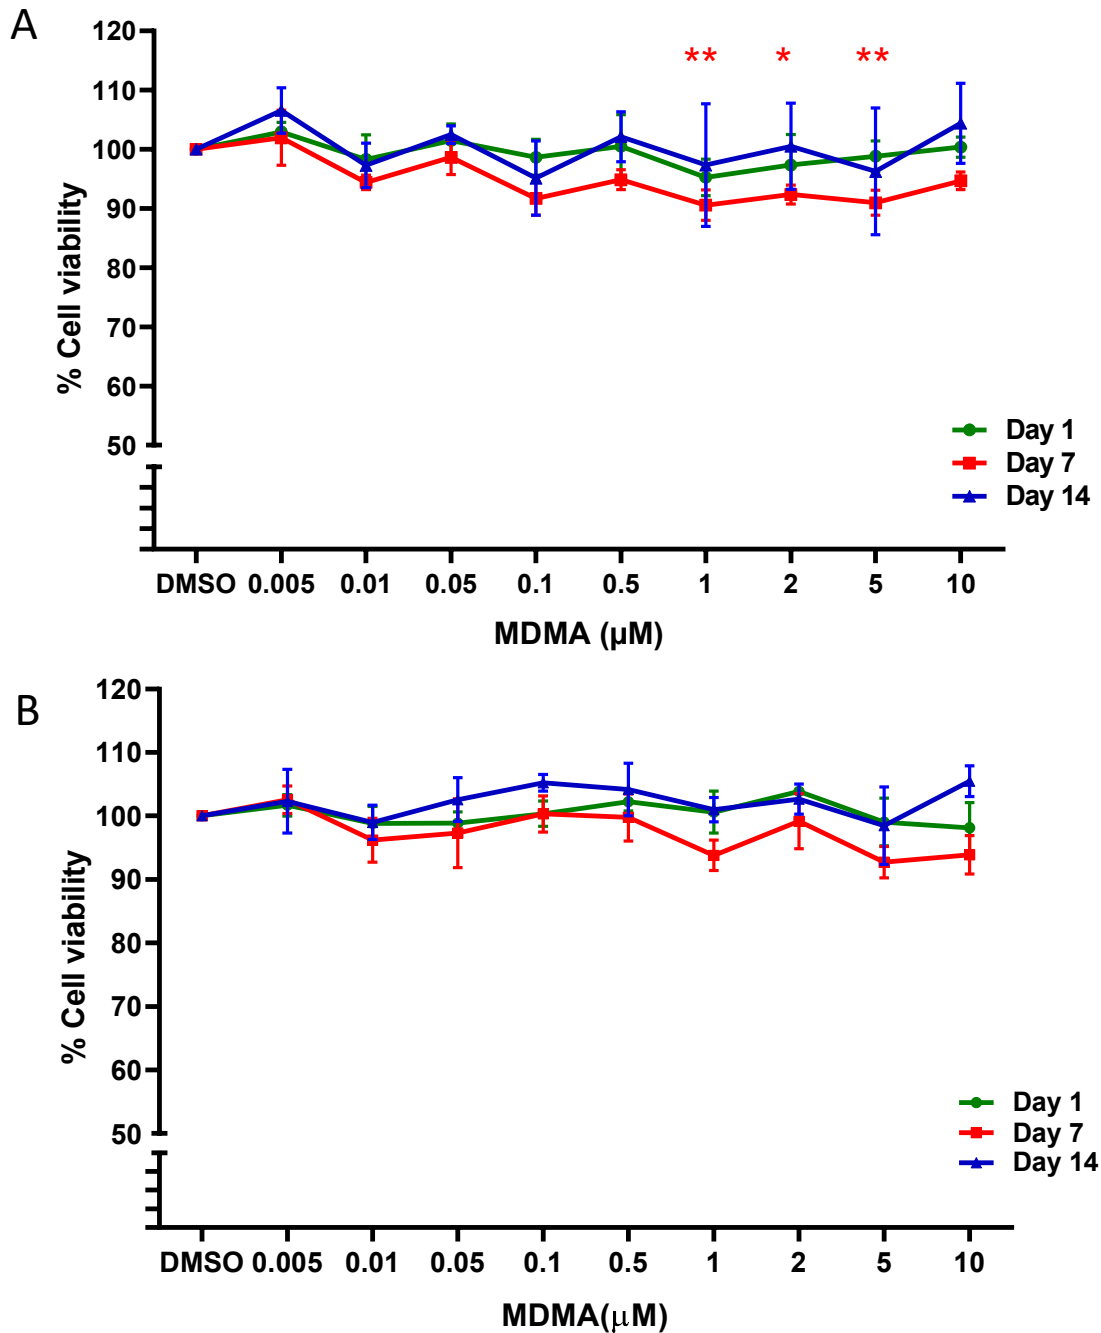 A
120
** * **
110
100
90
80
70
60
50
% Cell viability
Day 1
Day 7
Day 14
DMSO 0.005 0.01 0.05 0.1 0.5 1 2 5 10
MDMA (µM)
B
120
110
100
90
80
70
60
50
% Cell viability
Day 1
Day 7
Day 14
DMSO 0.005 0.01 0.05 0.1 0.5 1 2 5 10
MDMA(μM)